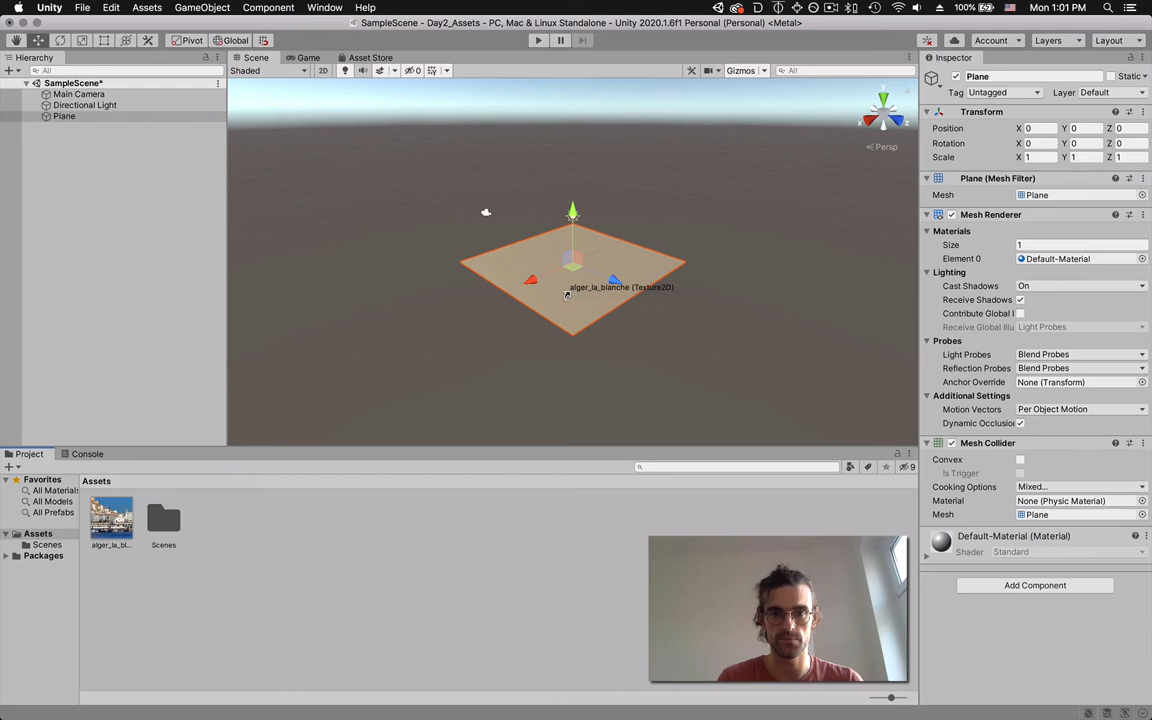 Unity File Edit Assets GameObject Component Window Help 100% Mon 1:01 PM
SampleScene - Day2_Assets - PC, Mac & Linux Standalone - Unity 2020.1.6f1 Personal (Personal) <Metal>
Pivot Global Account Layers Layout
Hierarchy Scene Game Asset Store Inspector
All Shaded 2D 0 Gizmos All Plane Static
SampleScene* Tag Untagged Layer Default
Main Camera
Directional Light
Plane
y
x z
Persp
alger_la_blanche (Texture2D)
Transform
Position X 0 Y 0 Z 0
Rotation X 0 Y 0 Z 0
Scale X 1 Y 1 Z 1
Plane (Mesh Filter)
Mesh Plane
Mesh Renderer
Materials
Size 1
Element 0 Default-Material
Lighting
Cast Shadows On
Receive Shadows
Contribute Global I
Receive Global Illu Light Probes
Probes
Light Probes Blend Probes
Reflection Probes Blend Probes
Anchor Override None (Transform)
Additional Settings
Motion Vectors Per Object Motion
Dynamic Occlusion
Mesh Collider
Convex
Is Trigger
Cooking Options Mixed...
Material None (Physic Material)
Mesh Plane
Default-Material (Material)
Shader Standard
Add Component
Project Console
9
Favorites
All Materials
All Models
All Prefabs
Assets
Scenes
Packages
Assets
alger_la_bl... Scenes